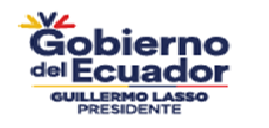 Gobierno
del Ecuador
GUILLERMO LASSO
PRESIDENTE